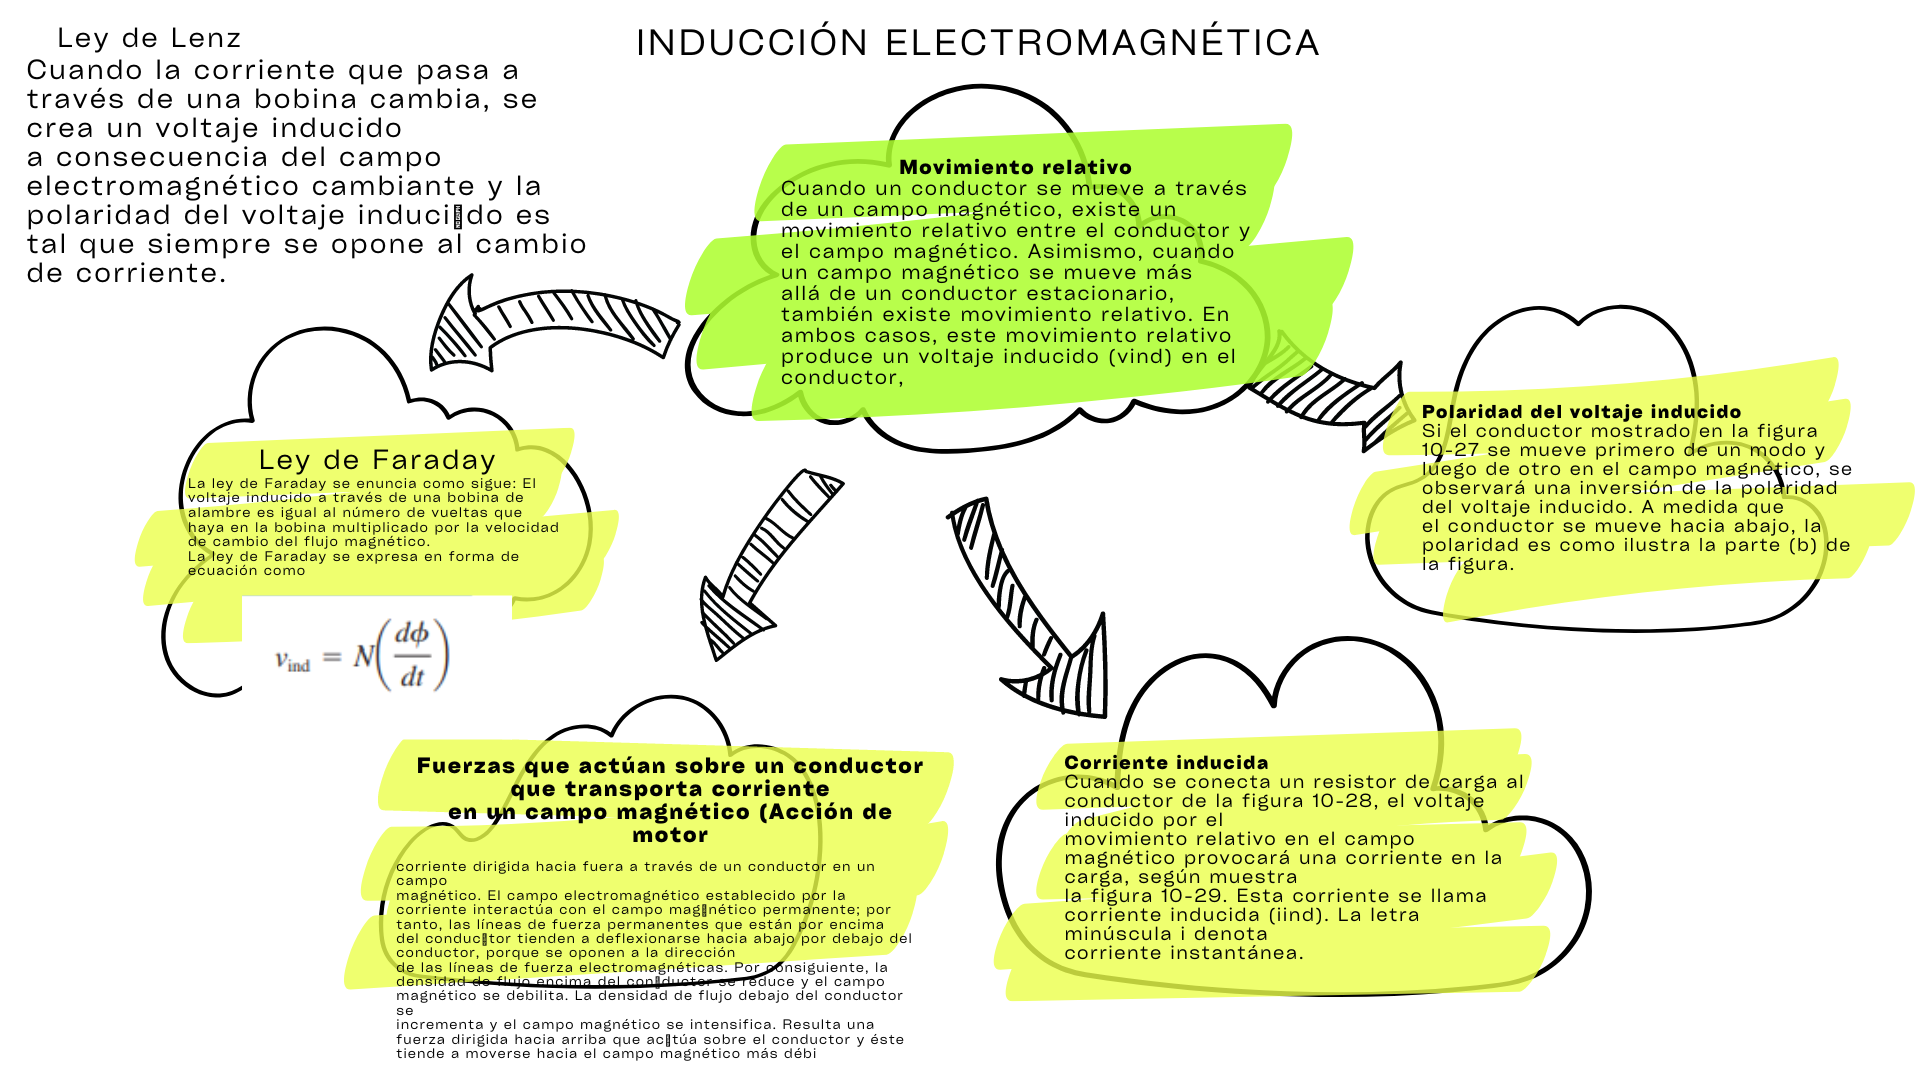 INDUCCIÓN ELECTROMAGNÉTICA
Ley de Lenz
Cuando la corriente que pasa a
través de una bobina cambia, se
crea un voltaje inducido
a consecuencia del campo
electromagnético cambiante y la
polaridad del voltaje induci do es
tal que siempre se opone al cambio
de corriente.
Movimiento relativo
Cuando un conductor se mueve a través
de un campo magnético, existe un
movimiento relativo entre el conductor y
el campo magnético. Asimismo, cuando
un campo magnético se mueve más
allá de un conductor estacionario,
también existe movimiento relativo. En
ambos casos, este movimiento relativo
produce un voltaje inducido (vind) en el
conductor,
Polaridad del voltaje inducido
Si el conductor mostrado en la figura
10-27 se mueve primero de un modo y
luego de otro en el campo magnético, se
observará una inversión de la polaridad
del voltaje inducido. A medida que
el conductor se mueve hacia abajo, la
polaridad es como ilustra la parte (b) de
la figura.
Ley de Faraday
La ley de Faraday se enuncia como sigue: El
voltaje inducido a través de una bobina de
alambre es igual al número de vueltas que
haya en la bobina multiplicado por la velocidad
de cambio del flujo magnético.
La ley de Faraday se expresa en forma de
ecuación como
v_ind = N(dϕ/dt)
Fuerzas que actúan sobre un conductor
que transporta corriente
en un campo magnético (Acción de
motor
corriente dirigida hacia fuera a través de un conductor en un
campo
magnético. El campo electromagnético establecido por la
corriente interactúa con el campo mag nético permanente; por
tanto, las líneas de fuerza permanentes que están por encima
del conduc tor tienden a deflexionarse hacia abajo por debajo del
conductor, porque se oponen a la dirección
de las líneas de fuerza electromagnéticas. Por consiguiente, la
densidad de flujo encima del con ductor se reduce y el campo
magnético se debilita. La densidad de flujo debajo del conductor
se
incrementa y el campo magnético se intensifica. Resulta una
fuerza dirigida hacia arriba que ac túa sobre el conductor y éste
tiende a moverse hacia el campo magnético más débi
Corriente inducida
Cuando se conecta un resistor de carga al
conductor de la figura 10-28, el voltaje
inducido por el
movimiento relativo en el campo
magnético provocará una corriente en la
carga, según muestra
la figura 10-29. Esta corriente se llama
corriente inducida (iind). La letra
minúscula i denota
corriente instantánea.